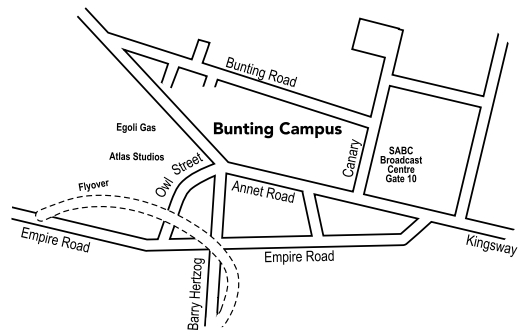 Bunting Road
Egoli Gas
Bunting Campus
Atlas Studios
Owl Street
Canary
SABC
Broadcast
Centre
Gate 10
Flyover
Annet Road
Empire Road
Empire Road
Kingsway
Barry Hertzog